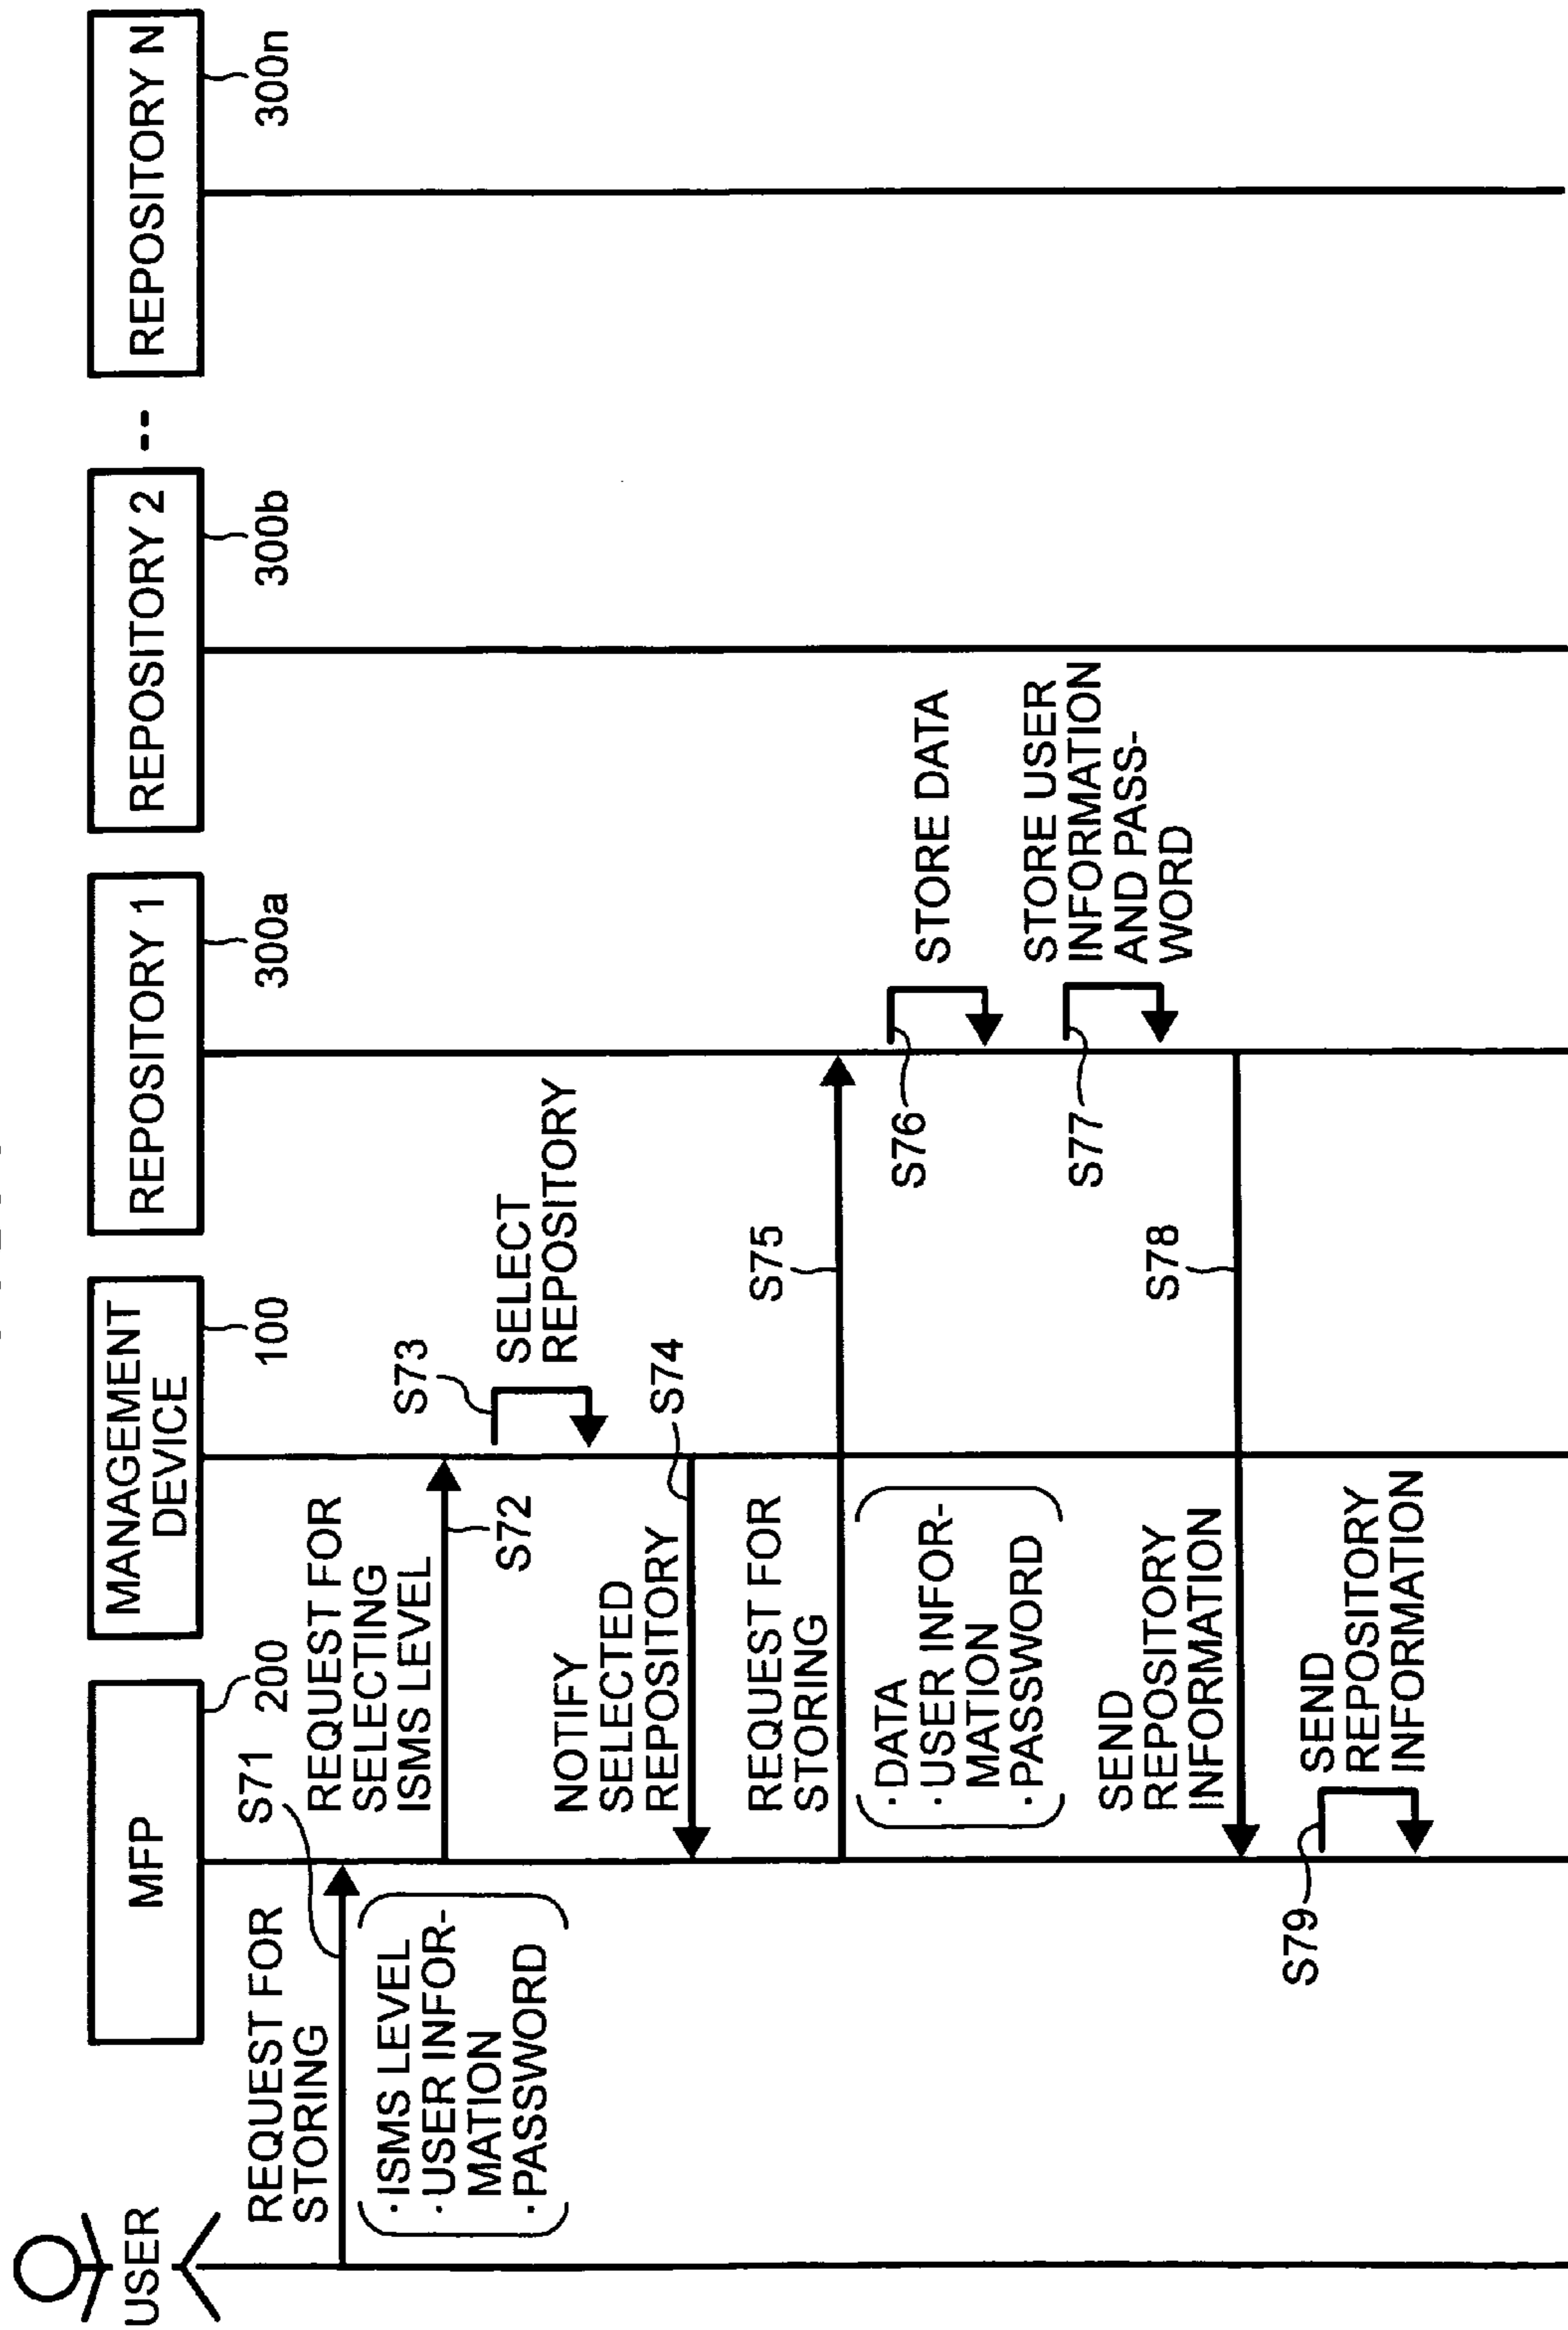 USER
MFP
200
MANAGEMENT
DEVICE
100
REPOSITORY 1
300a
REPOSITORY 2
300b
--
REPOSITORY N
300n
REQUEST FOR
STORING
S71
·ISMS LEVEL
·USER INFOR-
MATION
·PASSWORD
REQUEST FOR
SELECTING
ISMS LEVEL
S72
S73
SELECT
REPOSITORY
NOTIFY
SELECTED
REPOSITORY
S74
REQUEST FOR
STORING
S75
·DATA
·USER INFOR-
MATION
·PASSWORD
S76
STORE DATA
S77
STORE USER
INFORMATION
AND PASS-
WORD
SEND
REPOSITORY
INFORMATION
S78
S79
SEND
REPOSITORY
INFORMATION